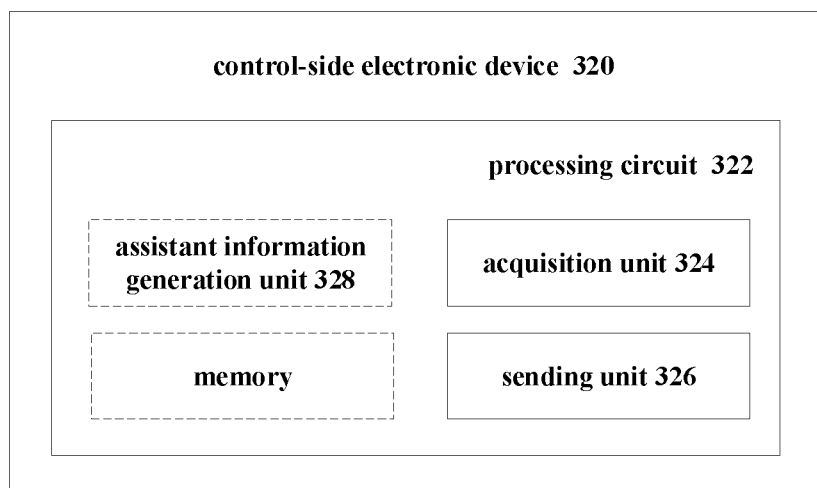 control-side electronic device 320
processing circuit 322
assistant information
generation unit 328
acquisition unit 324
memory
sending unit 326